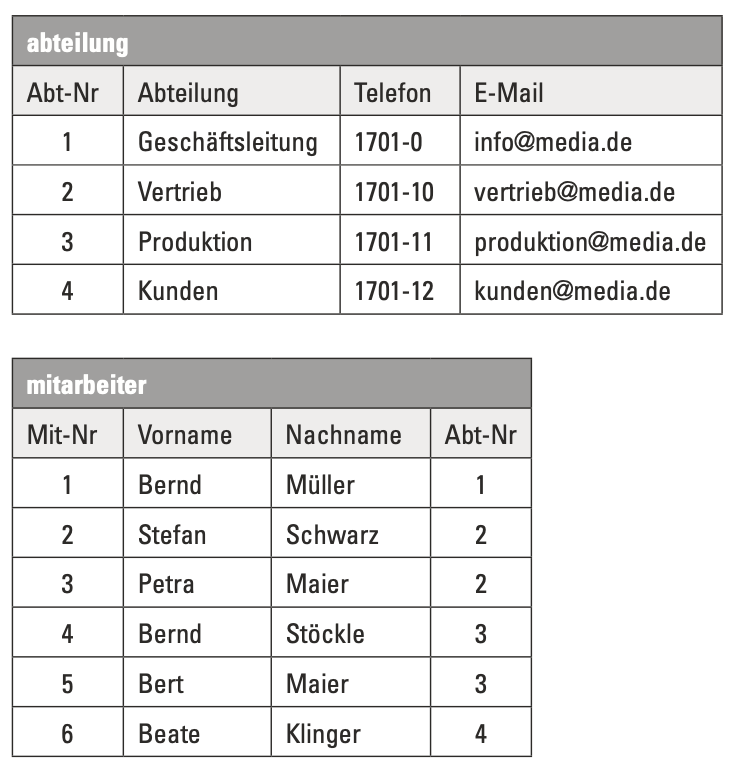 abteilung
Abt-Nr Abteilung Telefon E-Mail
1 Geschäftsleitung 1701-0 info@media.de
2 Vertrieb 1701-10 vertrieb@media.de
3 Produktion 1701-11 produktion@media.de
4 Kunden 1701-12 kunden@media.de
mitarbeiter
Mit-Nr Vorname Nachname Abt-Nr
1 Bernd Müller 1
2 Stefan Schwarz 2
3 Petra Maier 2
4 Bernd Stöckle 3
5 Bert Maier 3
6 Beate Klinger 4